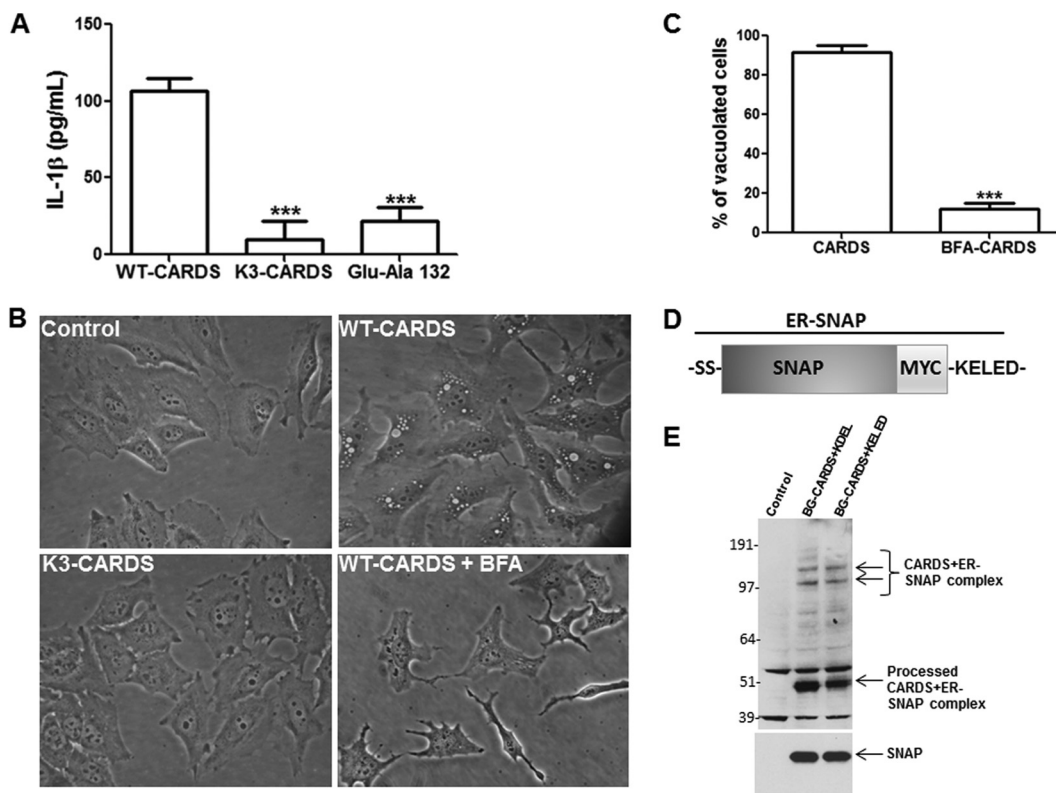 A
150
100
50
0
IL-1β (pg/mL)
***
***
WT-CARDS K3-CARDS Glu-Ala 132
C
100
80
60
40
20
0
% of vacuolated cells
***
CARDS BFA-CARDS
B
Control
WT-CARDS
K3-CARDS
WT-CARDS + BFA
D
ER-SNAP
-SS- SNAP MYC -KELED-
E
Control
BG-CARDS+KDEL
BG-CARDS+KELED
191-
97-
64-
51-
39-
CARDS+ER-
SNAP complex
Processed
CARDS+ER-
SNAP complex
SNAP